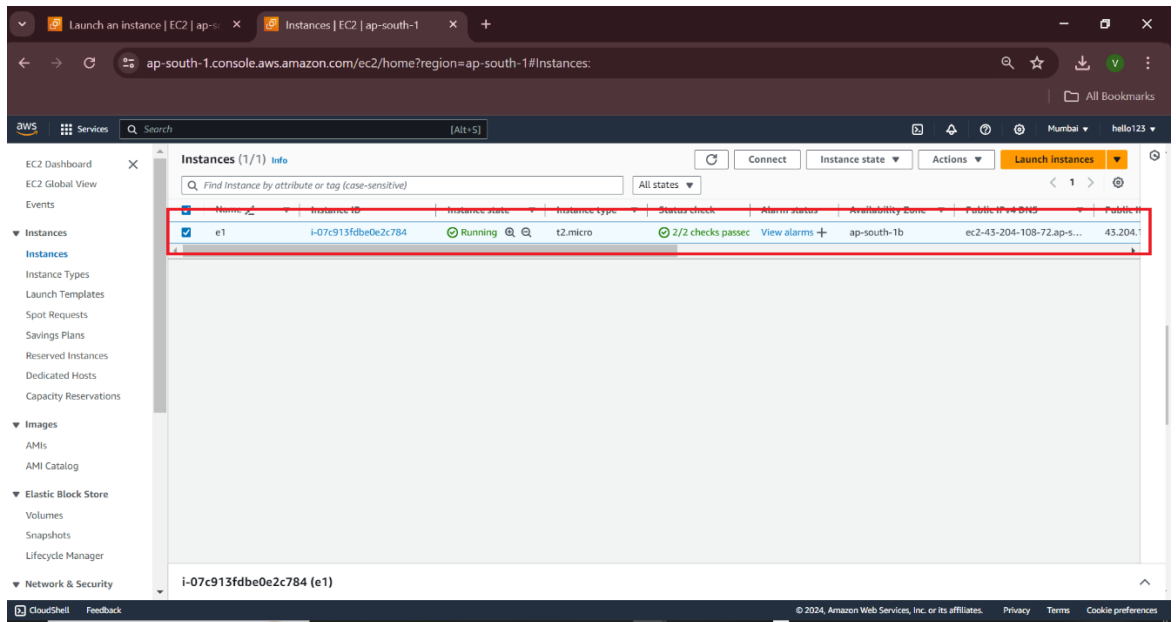 Launch an instance | EC2 | ap-s
Instances | EC2 | ap-south-1
ap-south-1.console.aws.amazon.com/ec2/home?region=ap-south-1#Instances:
V
All Bookmarks
aws Services Search [Alt+S] Mumbai hello123
EC2 Dashboard
EC2 Global View
Events
Instances
Instances
Instance Types
Launch Templates
Spot Requests
Savings Plans
Reserved Instances
Dedicated Hosts
Capacity Reservations
Images
AMIs
AMI Catalog
Elastic Block Store
Volumes
Snapshots
Lifecycle Manager
Network & Security
Instances (1/1) Info Connect Instance state Actions Launch instances
Find Instance by attribute or tag (case-sensitive) All states 1
Name Instance ID Instance state Instance type Status check Alarm status Availability Zone Public IPv4 DNS Public
e1 i-07c913fdbe0e2c784 Running t2.micro 2/2 checks passec View alarms ap-south-1b ec2-43-204-108-72.ap-s... 43.204.1
i-07c913fdbe0e2c784 (e1)
CloudShell Feedback © 2024, Amazon Web Services, Inc. or its affiliates. Privacy Terms Cookie preferences